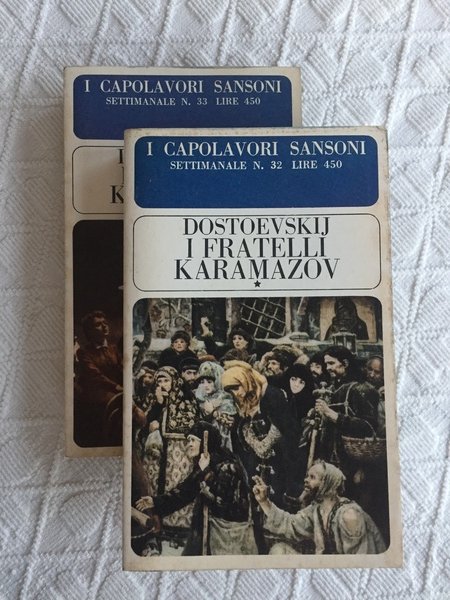 I CAPOLAVORI SANSONI
SETTIMANALE N. 33 LIRE 450
I CAPOLAVORI SANSONI
SETTIMANALE N. 32 LIRE 450
DOSTOEVSKIJ
I FRATELLI
KARAMAZOV
*